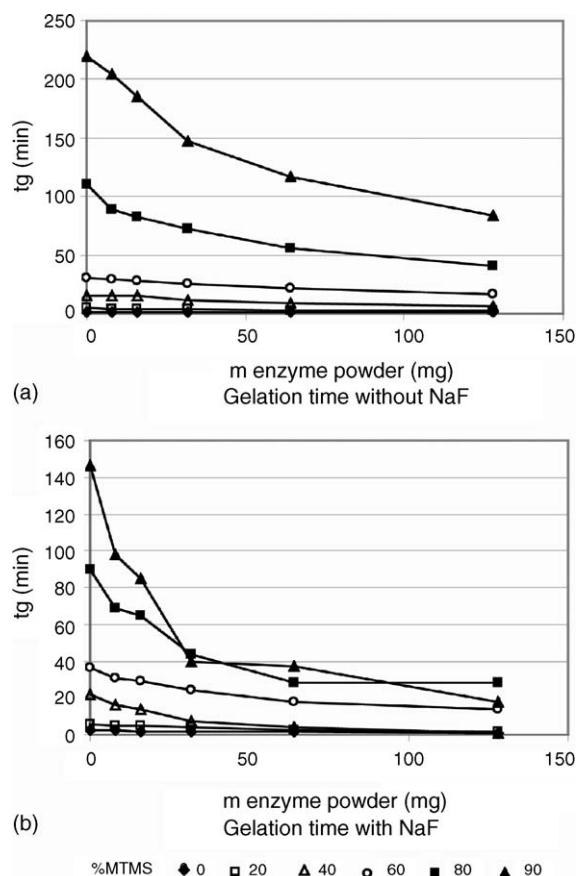 250
200
150
100
50
0
tg (min)
0 50 100 150
m enzyme powder (mg)
(a) Gelation time without NaF
160
140
120
100
80
60
40
20
0
tg (min)
0 50 100 150
m enzyme powder (mg)
(b) Gelation time with NaF
%MTMS 0 20 40 60 80 90